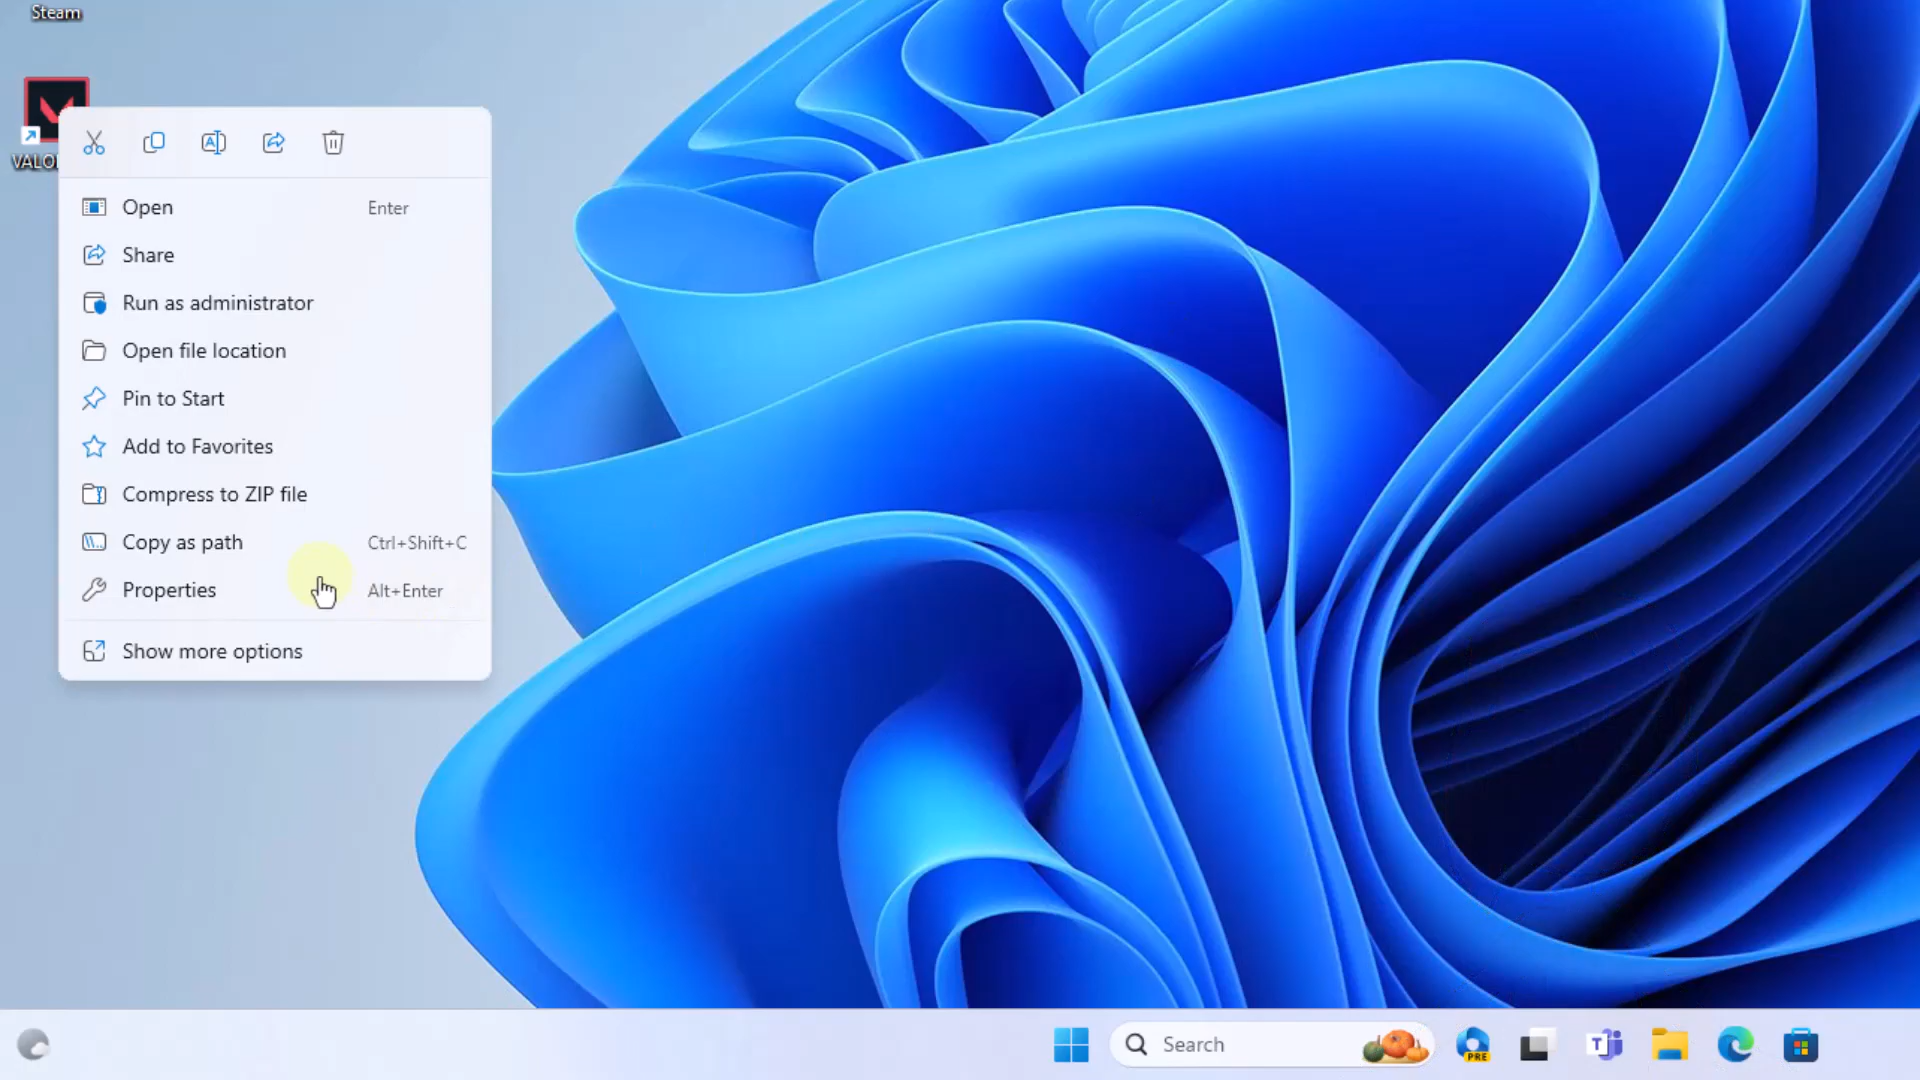 Steam
VALO
Open Enter
Share
Run as administrator
Open file location
Pin to Start
Add to Favorites
Compress to ZIP file
Copy as path Ctrl+Shift+C
Properties Alt+Enter
Show more options
Search
PRE
T